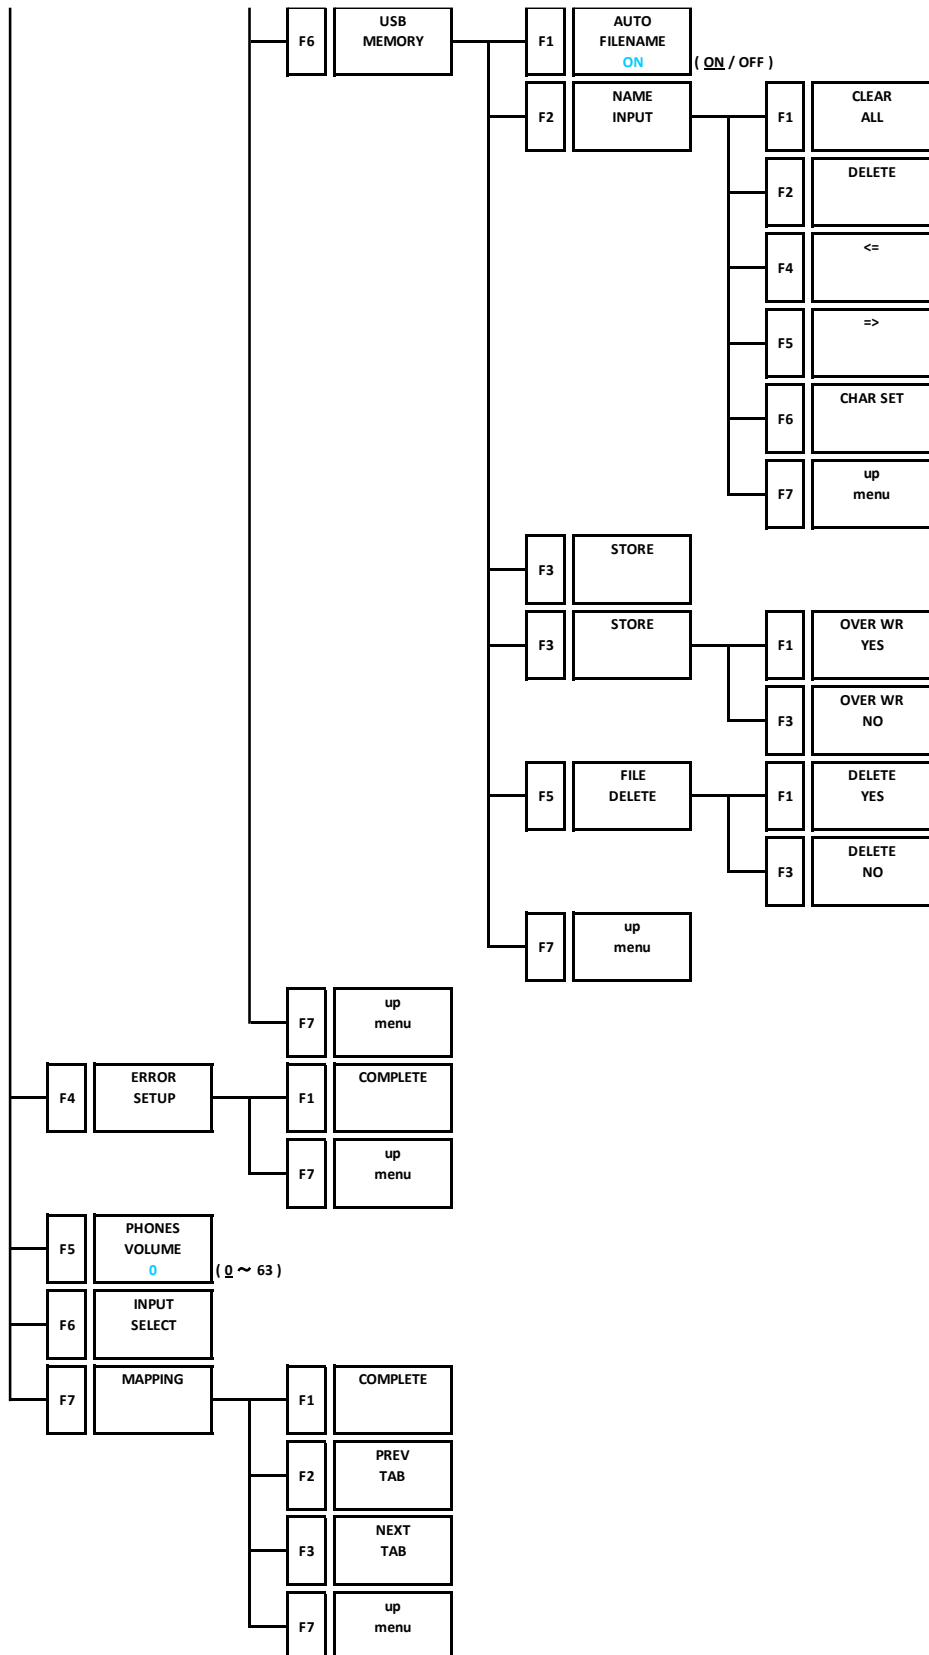 F6
USB
MEMORY
F1
AUTO
FILENAME
ON
( ON / OFF )
F2
NAME
INPUT
F1
CLEAR
ALL
F2
DELETE
F4
<=
F5
=>
F6
CHAR SET
F7
up
menu
F3
STORE
F3
STORE
F1
OVER WR
YES
F3
OVER WR
NO
F5
FILE
DELETE
F1
DELETE
YES
F3
DELETE
NO
F7
up
menu
F7
up
menu
F4
ERROR
SETUP
F1
COMPLETE
F7
up
menu
F5
PHONES
VOLUME
0
( 0 ～ 63 )
F6
INPUT
SELECT
F7
MAPPING
F1
COMPLETE
F2
PREV
TAB
F3
NEXT
TAB
F7
up
menu